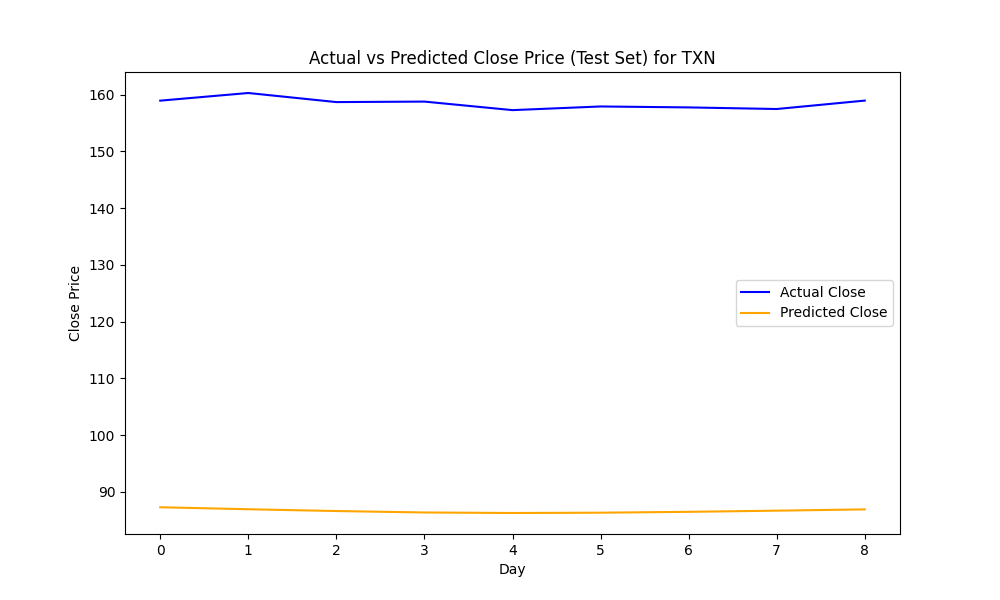 Actual vs Predicted Close Price (Test Set) for TXN
160
150
140
130
120
110
100
90
Close Price
Actual Close
Predicted Close
0 1 2 3 4 5 6 7 8
Day